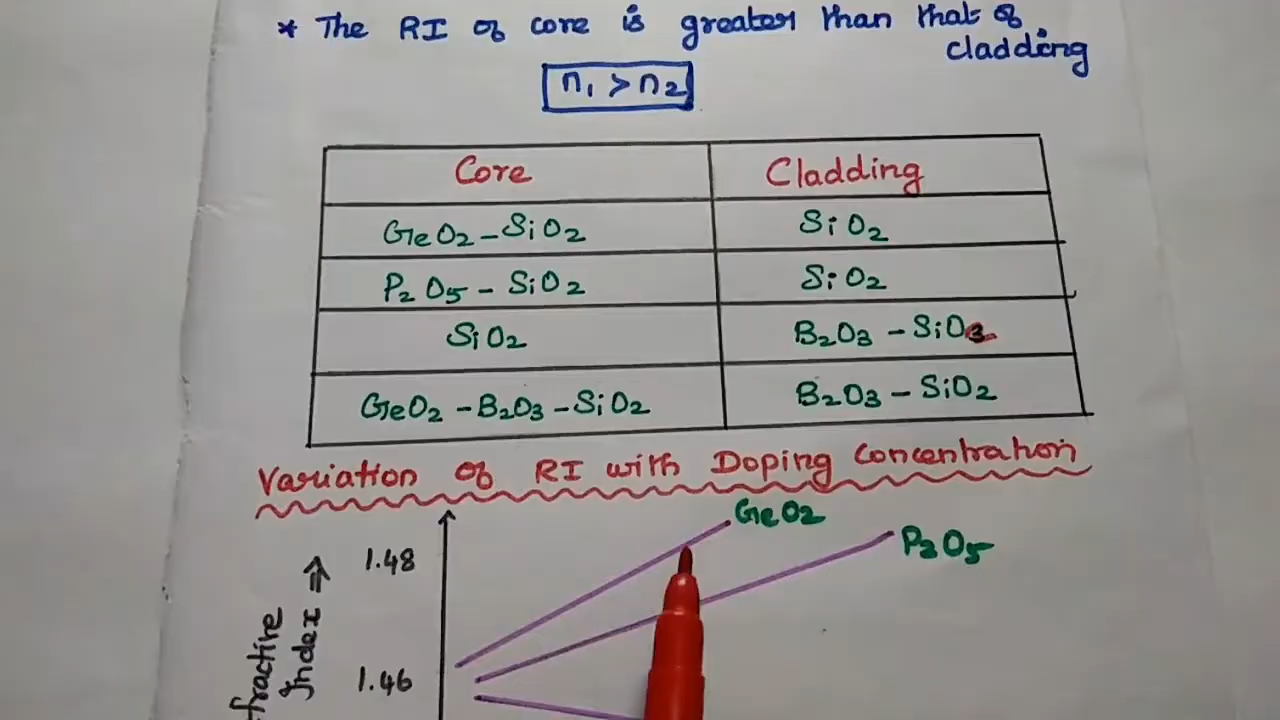 * The RI of core is greater than that of
cladding
n₁ > n₂
Core Cladding
GeO₂ - SiO₂ SiO₂
P₂O₅ - SiO₂ SiO₂
SiO₂ B₂O₃ - SiO₂
GeO₂ - B₂O₃ - SiO₂ B₂O₃ - SiO₂
Variation of RI with Doping Concentration
GeO₂
P₂O₅
1.48
1.46
fractive
Index ⇒